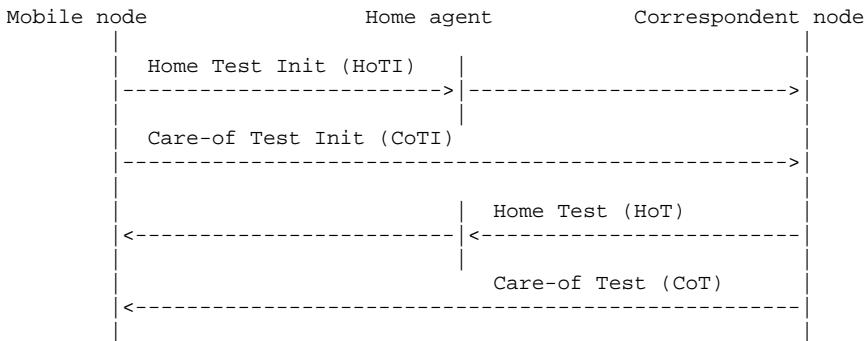 Mobile node Home agent Correspondent node
Home Test Init (HoTI)
Care-of Test Init (CoTI)
Home Test (HoT)
Care-of Test (CoT)